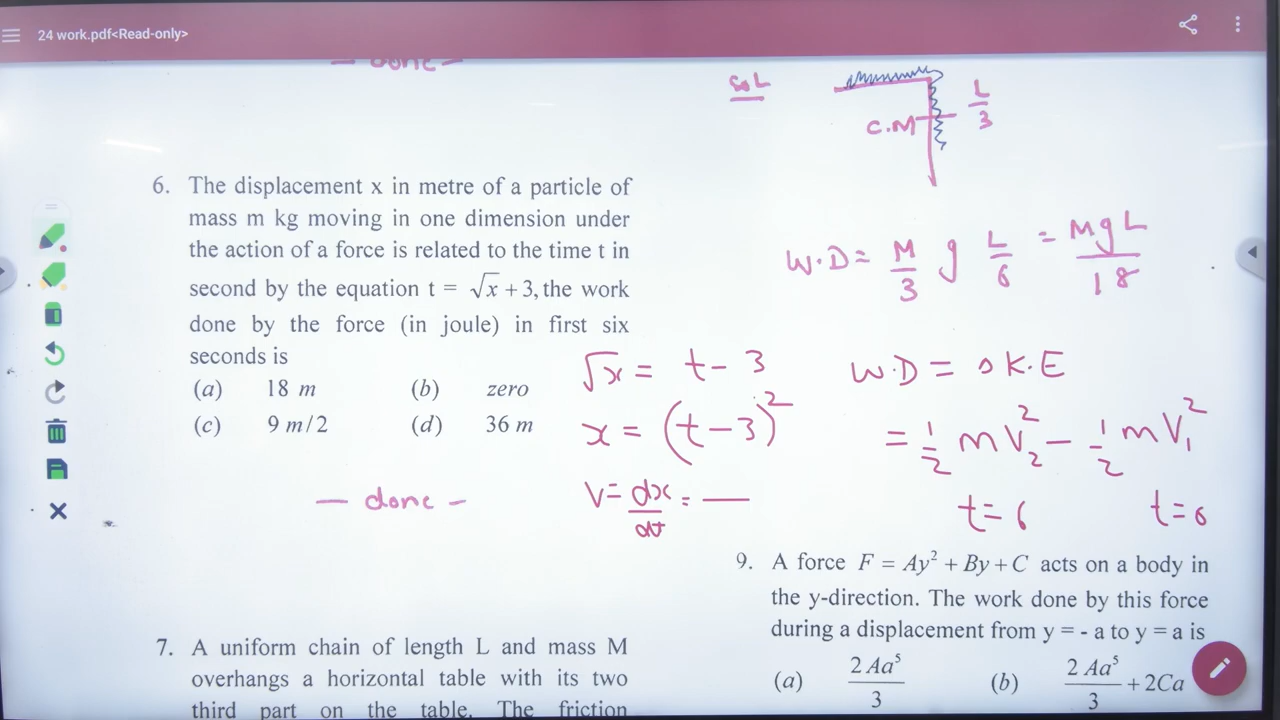 24 work.pdf<Read-only>
— done —
6. The displacement x in metre of a particle of
mass m kg moving in one dimension under
the action of a force is related to the time t in
second by the equation t = √x + 3, the work
done by the force (in joule) in first six
seconds is
(a) 18 m (b) zero
(c) 9 m/2 (d) 36 m
— done —
7. A uniform chain of length L and mass M
overhangs a horizontal table with its two
third part on the table. The friction
√x = t - 3
x = (t - 3)²
V = dx/dt = —
Sol
C.M L/3
W.D = M/3 g L/6 = MgL/18
W.D = ΔK.E
= 1/2 mV₂² - 1/2 mV₁²
t = 6 t = 0
9. A force F = Ay² + By + C acts on a body in
the y-direction. The work done by this force
during a displacement from y = - a to y = a is
(a) 2Aa⁵/3 (b) 2Aa⁵/3 + 2Ca